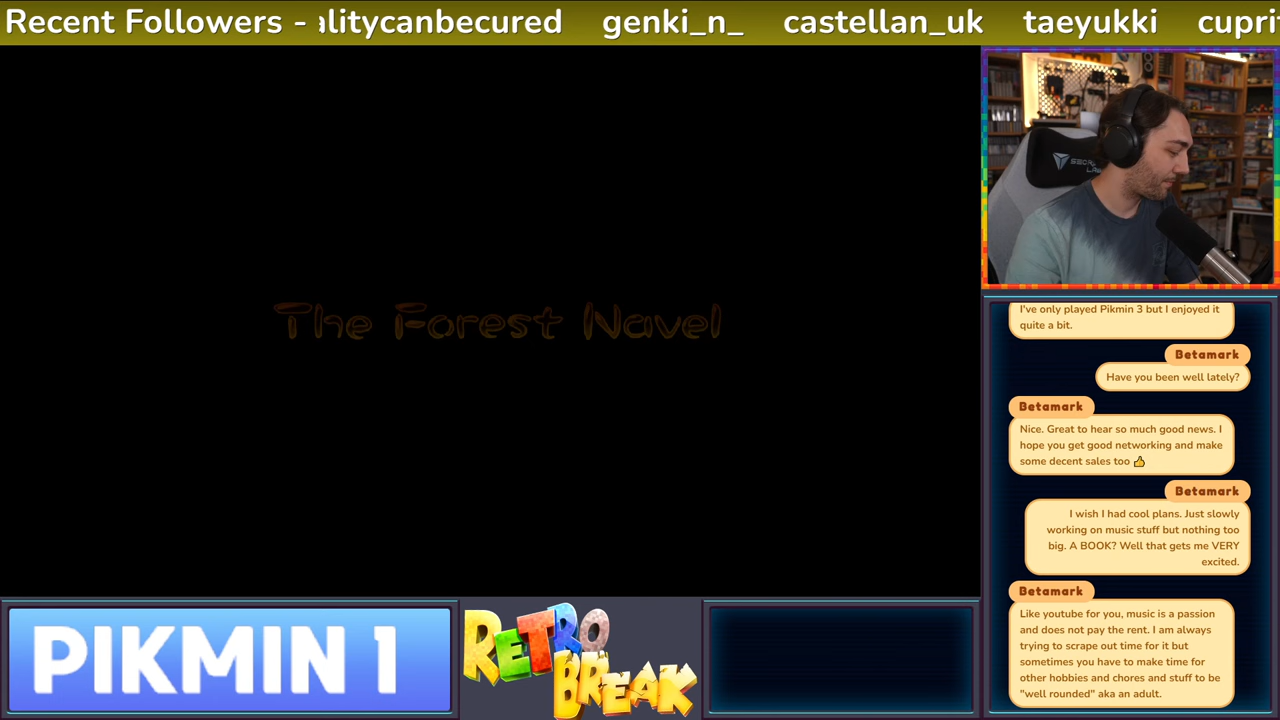 Recent Followers - alitycanbecured genki_n_ castellan_uk taeyukki cupri
The Forest Navel
I've only played Pikmin 3 but I enjoyed it
quite a bit.
Betamark
Have you been well lately?
Betamark
Nice. Great to hear so much good news. I
hope you get good networking and make
some decent sales too 👍
Betamark
I wish I had cool plans. Just slowly
working on music stuff but nothing too
big. A BOOK? Well that gets me VERY
excited.
Betamark
Like youtube for you, music is a passion
and does not pay the rent. I am always
trying to scrape out time for it but
sometimes you have to make time for
other hobbies and chores and stuff to be
"well rounded" aka an adult.
PIKMIN 1
RETRO
BREAK